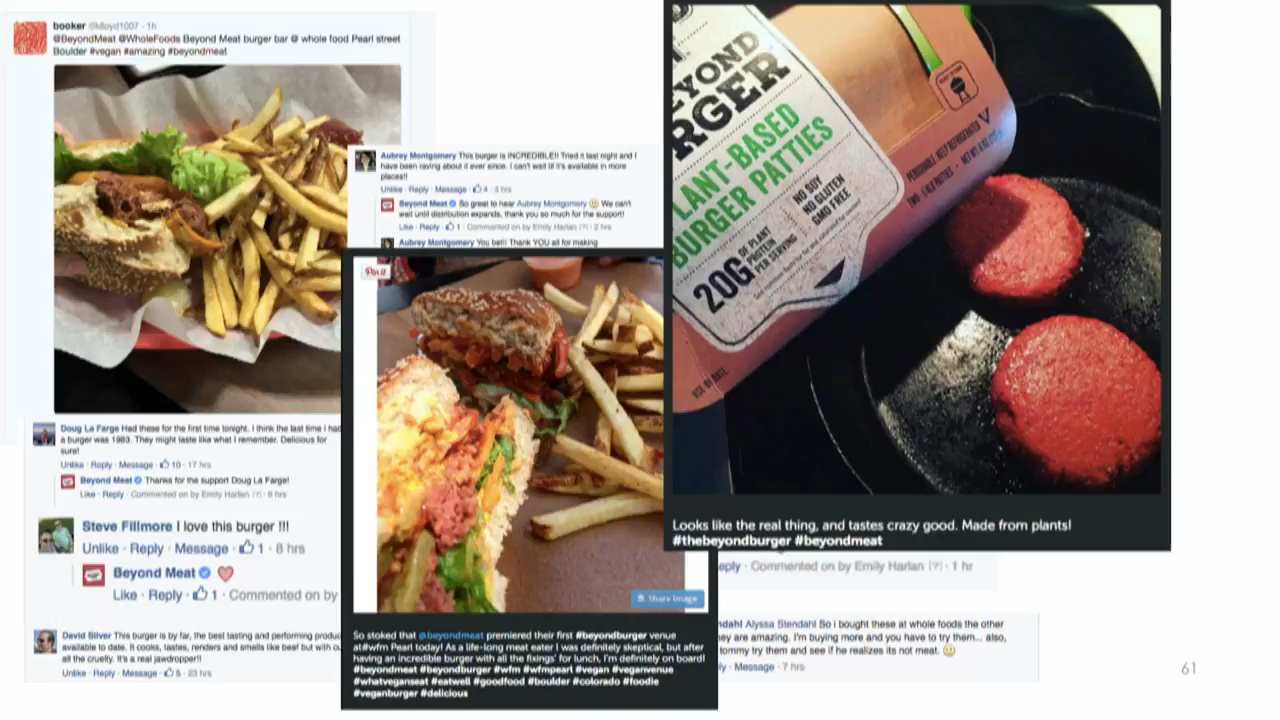 booker @klloyd1007 · 1h
@BeyondMeat @WholeFoods Beyond Meat burger bar @ whole food Pearl street
Boulder #vegan #amazing #beyondmeat
Aubrey Montgomery This burger is INCREDIBLE!! Tried it last night and I
have been raving about it ever since. I can't wait til it's available in more
places!!
Unlike · Reply · Message · 4 · 3 hrs
Beyond Meat So great to hear Aubrey Montgomery 🙂 We can't
wait until distribution expands, thank you so much for the support!
Like · Reply · 1 · Commented on by Emily Harlan [?] · 2 hrs
Aubrey Montgomery You bet!! Thank YOU all for making
Doug La Farge Had these for the first time tonight. I think the last time I had
a burger was 1983. They might taste like what I remember. Delicious for
sure!
Unlike · Reply · Message · 10 · 17 hrs
Beyond Meat Thanks for the support Doug La Farge!
Like · Reply · Commented on by Emily Harlan [?] · 8 hrs
Steve Fillmore I love this burger !!!
Unlike · Reply · Message · 1 · 8 hrs
Beyond Meat
Like · Reply · 1 · Commented on by
David Silver This burger is by far, the best tasting and performing produc
available to date. It cooks, tastes, renders and smells like beef but with ou
all the cruelty. It's a real jawdropper!!
Unlike · Reply · Message · 5 · 23 hrs
Pin it
Share Image
So stoked that @beyondmeat premiered their first #beyondburger venue
at#wfm Pearl today! As a life-long meat eater I was definitely skeptical, but after
having an incredible burger with all the fixings' for lunch, I'm definitely on board!
#beyondmeat #beyondburger #wfm #wfmpearl #vegan #veganvenue
#whatveganseat #eatwell #goodfood #boulder #colorado #foodie
#veganburger #delicious
EYOND
RGER
PLANT-BASED
BURGER PATTIES
20G OF PLANT
PROTEIN
PER SERVING
NO SOY
NO GLUTEN
GMO FREE
PERISHABLE. KEEP REFRIGERATED
USE BY DATE:
Looks like the real thing, and tastes crazy good. Made from plants!
#thebeyondburger #beyondmeat
eply · Commented on by Emily Harlan [?] · 1 hr
ndahl Alyssa Stendahl So i bought these at whole foods the other
ey are amazing. I'm buying more and you have to try them... also,
tommy try them and see if he realizes its not meat. 🙂
y · Message · 7 hrs
61